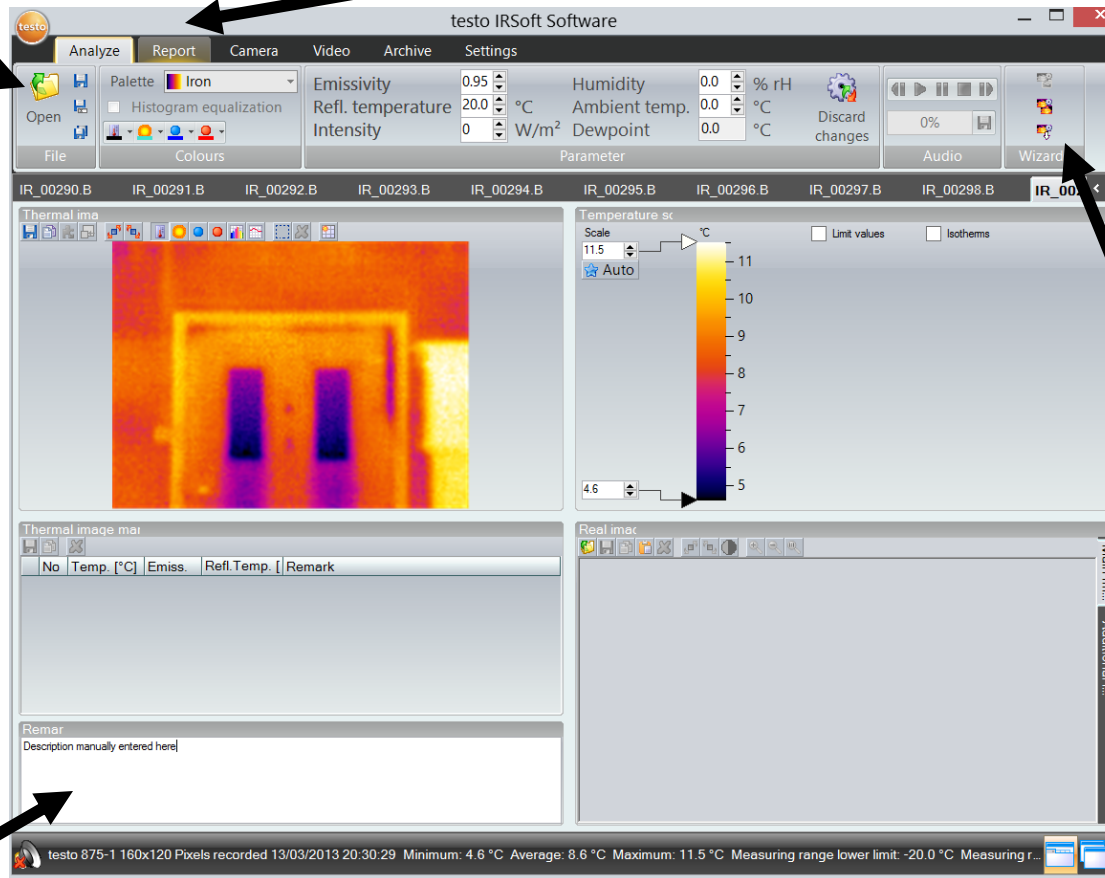 testo IRSoft Software
testo
Analyze Report Camera Video Archive Settings
Open
File
Palette Iron
Histogram equalization
Colours
Emissivity 0.95
Refl. temperature 20.0 °C
Intensity 0 W/m²
Humidity 0.0 % rH
Ambient temp. 0.0 °C
Dewpoint 0.0 °C
Parameter
Discard
changes
0%
Audio
Wizard
IR_00290.B IR_00291.B IR_00292.B IR_00293.B IR_00294.B IR_00295.B IR_00296.B IR_00297.B IR_00298.B IR_00
Thermal ima
Temperature sc
Scale
11.5
Auto
°C
11
10
9
8
7
6
5
4.6
Limit values Isotherms
Thermal image mar
No Temp. [°C] Emiss. Refl.Temp. [ Remark
Real imag
Remar
Description manually entered here
testo 875-1 160x120 Pixels recorded 13/03/2013 20:30:29 Minimum: 4.6 °C Average: 8.6 °C Maximum: 11.5 °C Measuring range lower limit: -20.0 °C Measuring r...